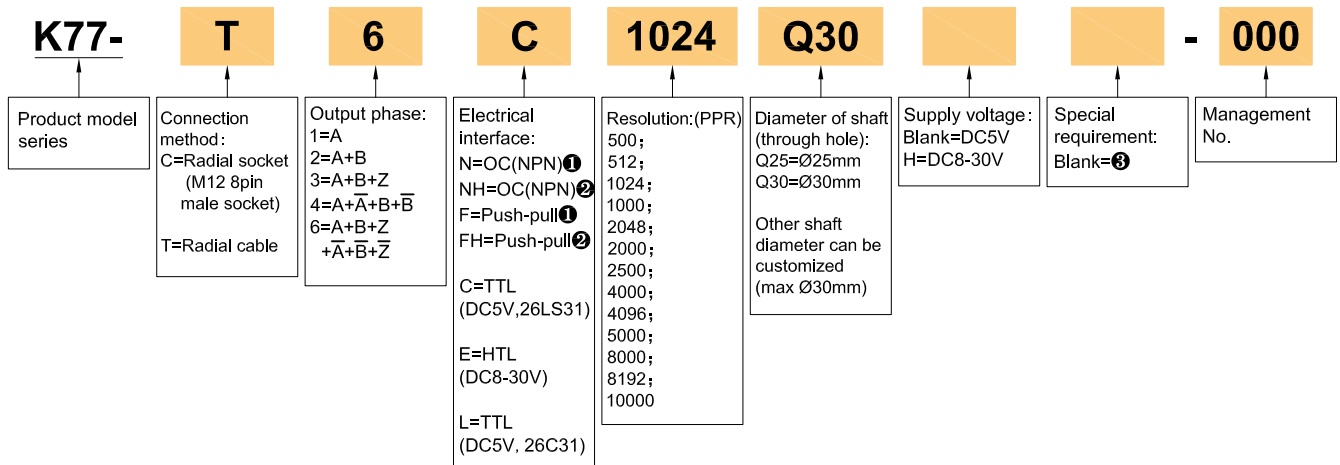 K77- T 6 C 1024 Q30 - 000
Product model
series
Connection
method:
C=Radial socket
(M12 8pin
male socket)
T=Radial cable
Output phase:
1=A
2=A+B
3=A+B+Z
4=A+A̅+B+B̅
6=A+B+Z
+A̅+B̅+Z̅
Electrical
interface:
N=OC(NPN)❶
NH=OC(NPN)❷
F=Push-pull❶
FH=Push-pull❷
C=TTL
(DC5V,26LS31)
E=HTL
(DC8-30V)
L=TTL
(DC5V, 26C31)
Resolution:(PPR)
500;
512;
1024;
1000;
2048;
2000;
2500;
4000;
4096;
5000;
8000;
8192;
10000
Diameter of shaft
(through hole):
Q25=Ø25mm
Q30=Ø30mm
Other shaft
diameter can be
customized
(max Ø30mm)
Supply voltage:
Blank=DC5V
H=DC8-30V
Special
requirement:
Blank=❸
Management
No.